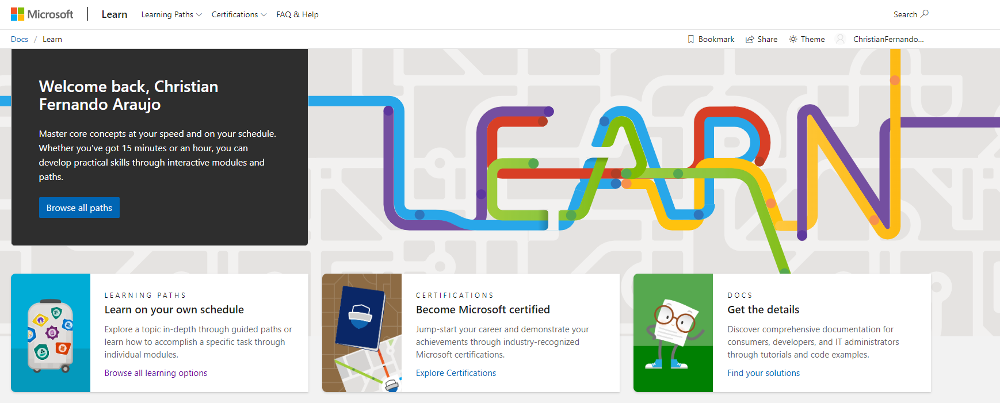 Microsoft
Learn
Learning Paths
Certifications
FAQ & Help
Search
Docs / Learn
Bookmark
Share
Theme
ChristianFernando...
Welcome back, Christian
Fernando Araujo
Master core concepts at your speed and on your schedule.
Whether you've got 15 minutes or an hour, you can
develop practical skills through interactive modules and
paths.
Browse all paths
LEARN
LEARNING PATHS
Learn on your own schedule
Explore a topic in-depth through guided paths or
learn how to accomplish a specific task through
individual modules.
Browse all learning options
CERTIFICATIONS
Become Microsoft certified
Jump-start your career and demonstrate your
achievements through industry-recognized
Microsoft certifications.
Explore Certifications
DOCS
Get the details
Discover comprehensive documentation for
consumers, developers, and IT administrators
through tutorials and code examples.
Find your solutions